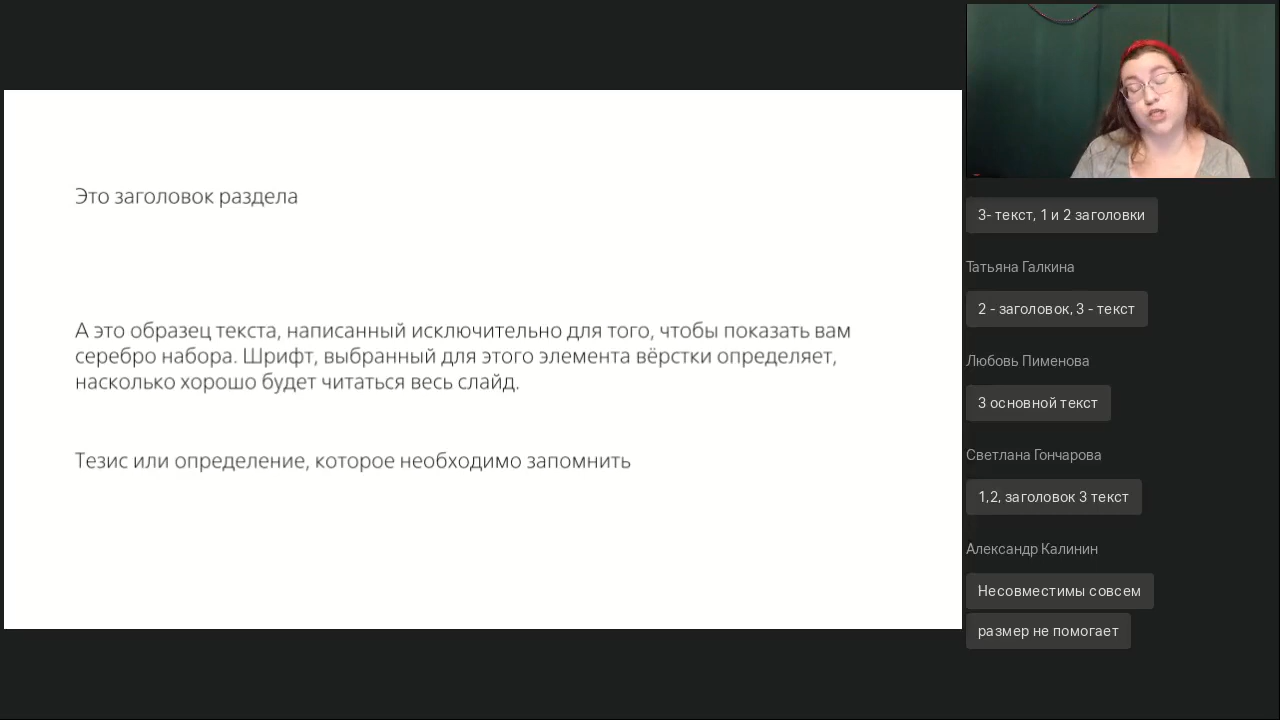 Это заголовок раздела
А это образец текста, написанный исключительно для того, чтобы показать вам
серебро набора. Шрифт, выбранный для этого элемента вёрстки определяет,
насколько хорошо будет читаться весь слайд.
Тезис или определение, которое необходимо запомнить
3- текст, 1 и 2 заголовки
Татьяна Галкина
2 - заголовок, 3 - текст
Любовь Пименова
3 основной текст
Светлана Гончарова
1,2, заголовок 3 текст
Александр Калинин
Несовместимы совсем
размер не помогает